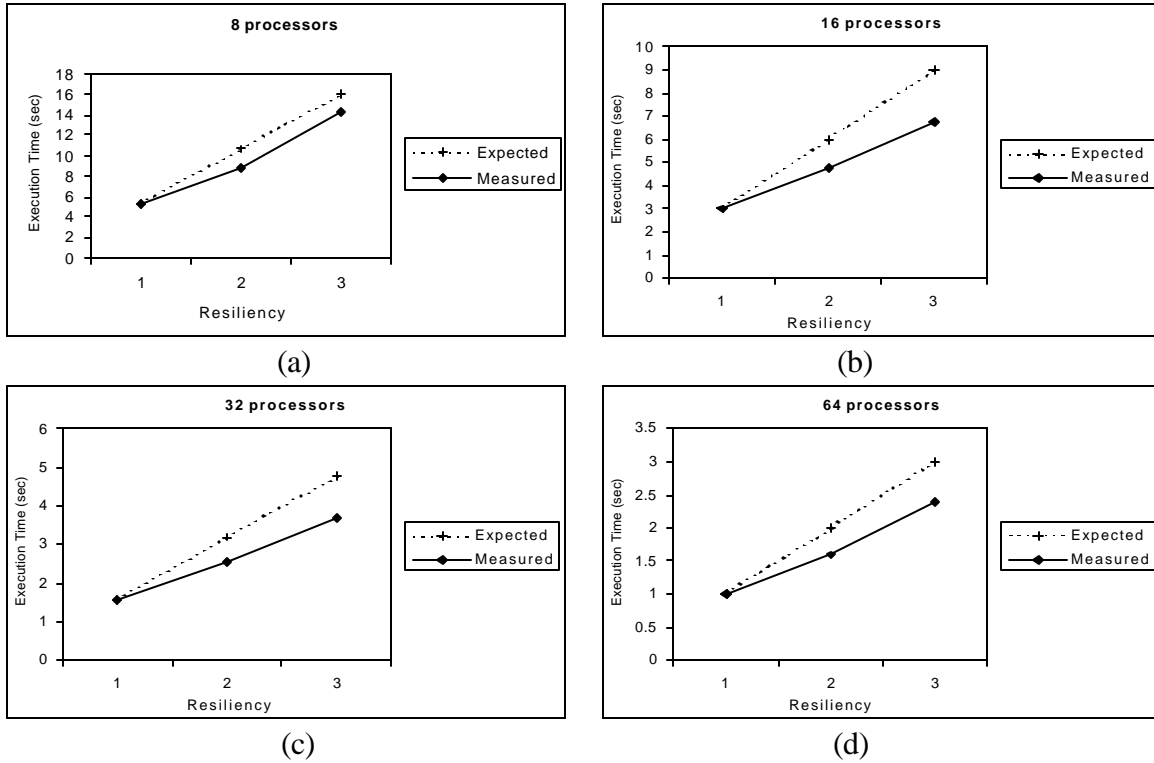 8 processors
Execution Time (sec)
18
16
14
12
10
8
6
4
2
0
1 2 3
Resiliency
Expected
Measured
(a)
16 processors
Execution Time (sec)
10
9
8
7
6
5
4
3
2
1
0
1 2 3
Resiliency
Expected
Measured
(b)
32 processors
Execution Time (sec)
6
5
4
3
2
1
0
1 2 3
Resiliency
Expected
Measured
(c)
64 processors
Execution Time (sec)
3.5
3
2.5
2
1.5
1
0.5
0
1 2 3
Resiliency
Expected
Measured
(d)